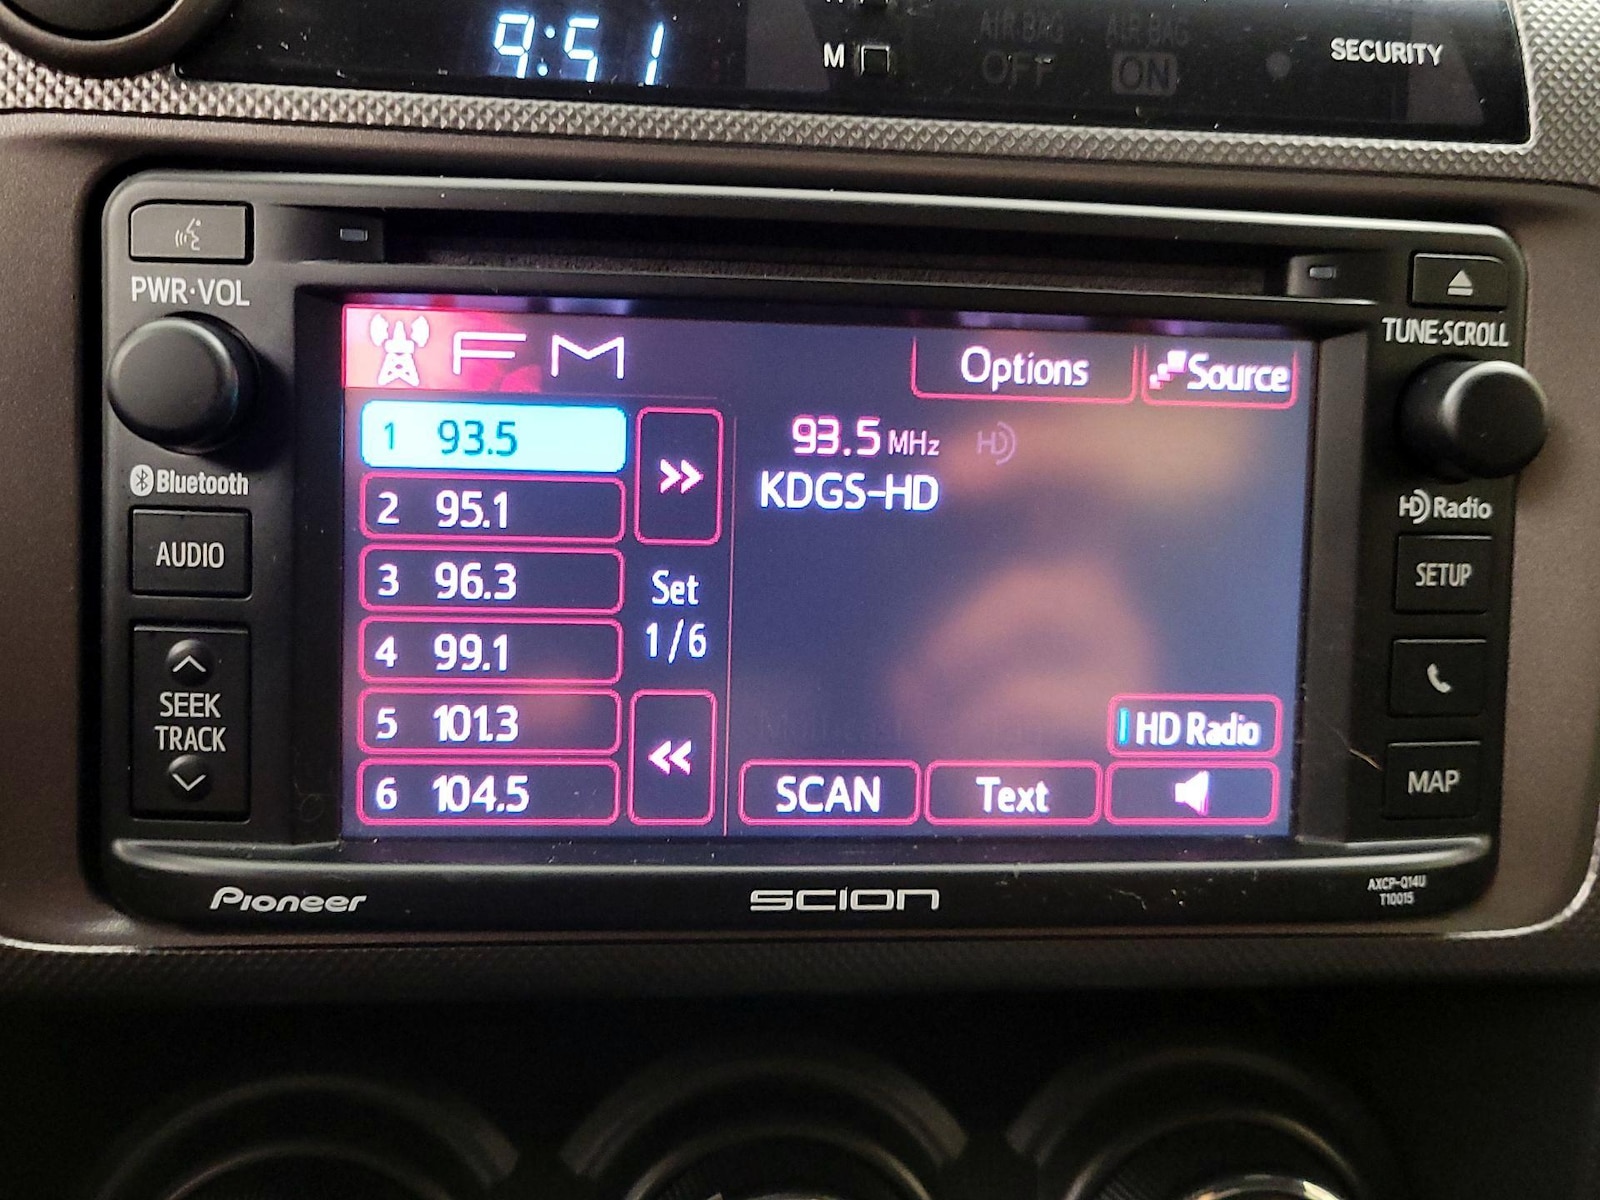 9:51
M
AIR BAG
OFF
AIR BAG
ON
SECURITY
PWR·VOL
TUNE·SCROLL
FM
Options
Source
1 93.5
2 95.1
3 96.3
4 99.1
5 101.3
6 104.5
»
Set
1/6
«
93.5 MHz HD
KDGS-HD
HD Radio
SCAN
Text
Bluetooth
AUDIO
SEEK
TRACK
HD Radio
SETUP
MAP
Pioneer
SCION
AXCP-Q14U
T10015